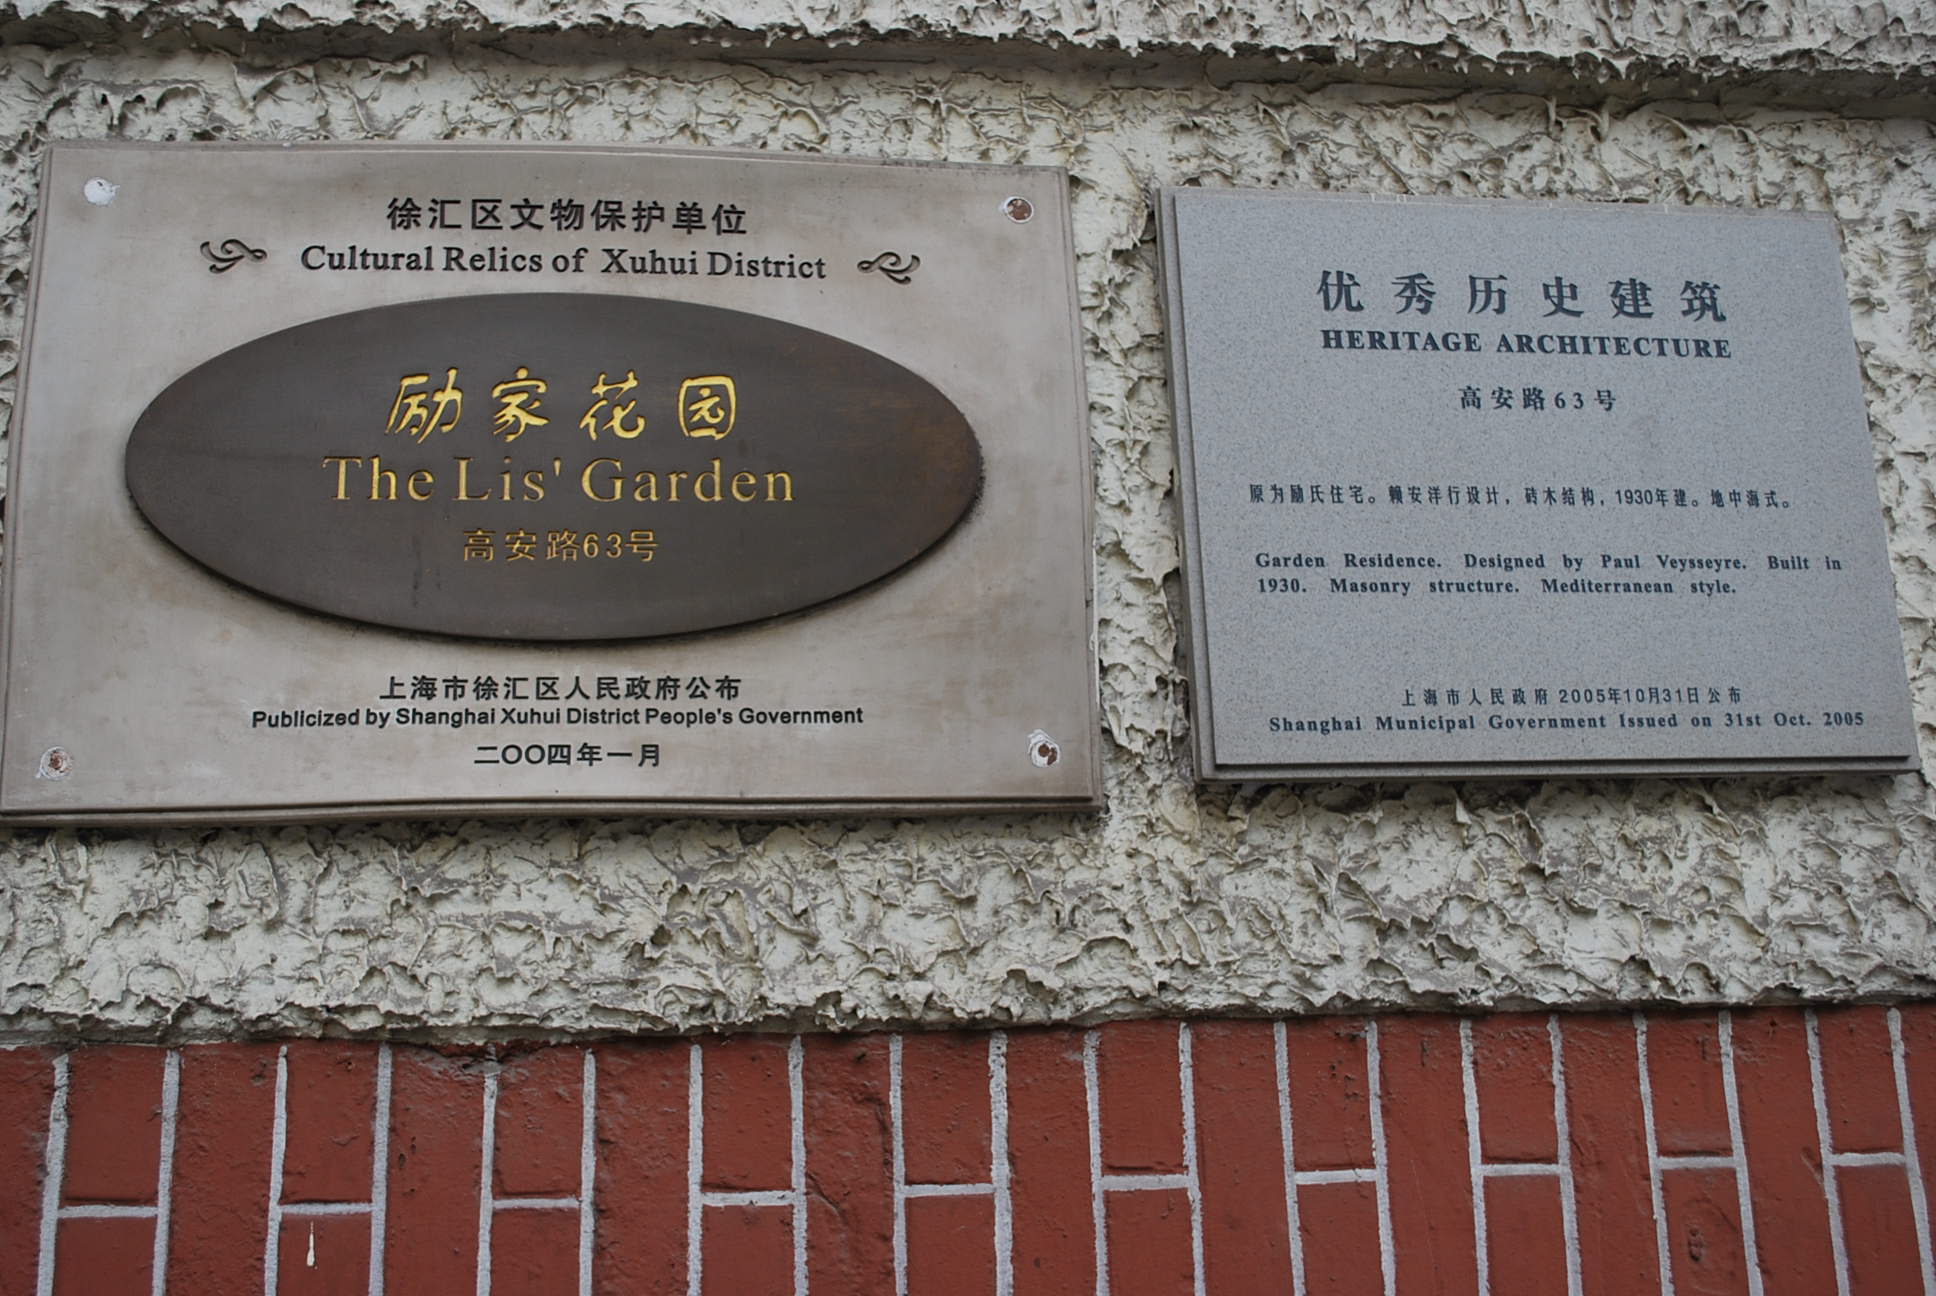 徐汇区文物保护单位
Cultural Relics of Xuhui District
励家花园
The Lis' Garden
高安路63号
上海市徐汇区人民政府公布
Publicized by Shanghai Xuhui District People's Government
二〇〇四年一月
优秀历史建筑
HERITAGE ARCHITECTURE
高安路63号
原为励氏住宅。赖安洋行设计，砖木结构，1930年建。地中海式。
Garden Residence. Designed by Paul Veysseyre. Built in
1930. Masonry structure. Mediterranean style.
上海市人民政府 2005年10月31日公布
Shanghai Municipal Government Issued on 31st Oct. 2005